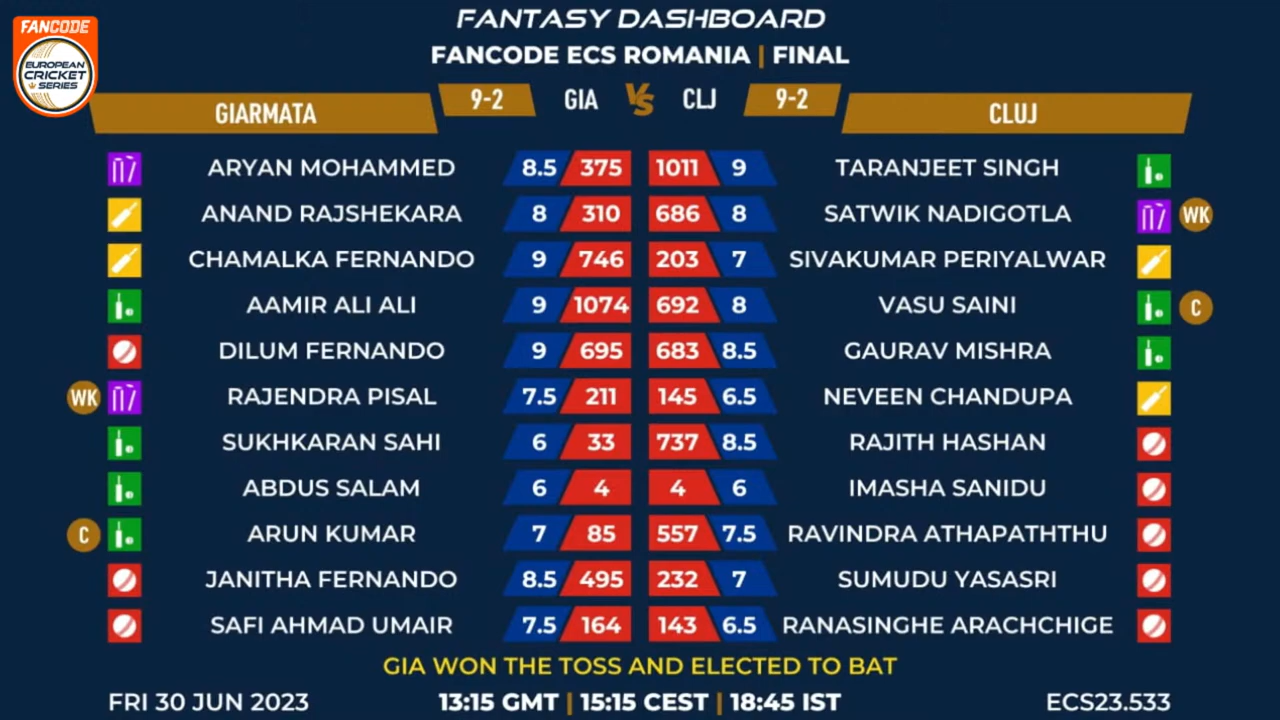 FANCODE
EUROPEAN
CRICKET
SERIES
FANTASY DASHBOARD
FANCODE ECS ROMANIA | FINAL
GIARMATA 9-2 GIA VS CLJ 9-2 CLUJ
ARYAN MOHAMMED 8.5 375 1011 9 TARANJEET SINGH
ANAND RAJSHEKARA 8 310 686 8 SATWIK NADIGOTLA WK
CHAMALKA FERNANDO 9 746 203 7 SIVAKUMAR PERIYALWAR
AAMIR ALI ALI 9 1074 692 8 VASU SAINI C
DILUM FERNANDO 9 695 683 8.5 GAURAV MISHRA
WK RAJENDRA PISAL 7.5 211 145 6.5 NEVEEN CHANDUPA
SUKHKARAN SAHI 6 33 737 8.5 RAJITH HASHAN
ABDUS SALAM 6 4 4 6 IMASHA SANIDU
C ARUN KUMAR 7 85 557 7.5 RAVINDRA ATHAPATHTHU
JANITHA FERNANDO 8.5 495 232 7 SUMUDU YASASRI
SAFI AHMAD UMAIR 7.5 164 143 6.5 RANASINGHE ARACHCHIGE
GIA WON THE TOSS AND ELECTED TO BAT
FRI 30 JUN 2023 13:15 GMT | 15:15 CEST | 18:45 IST ECS23.533